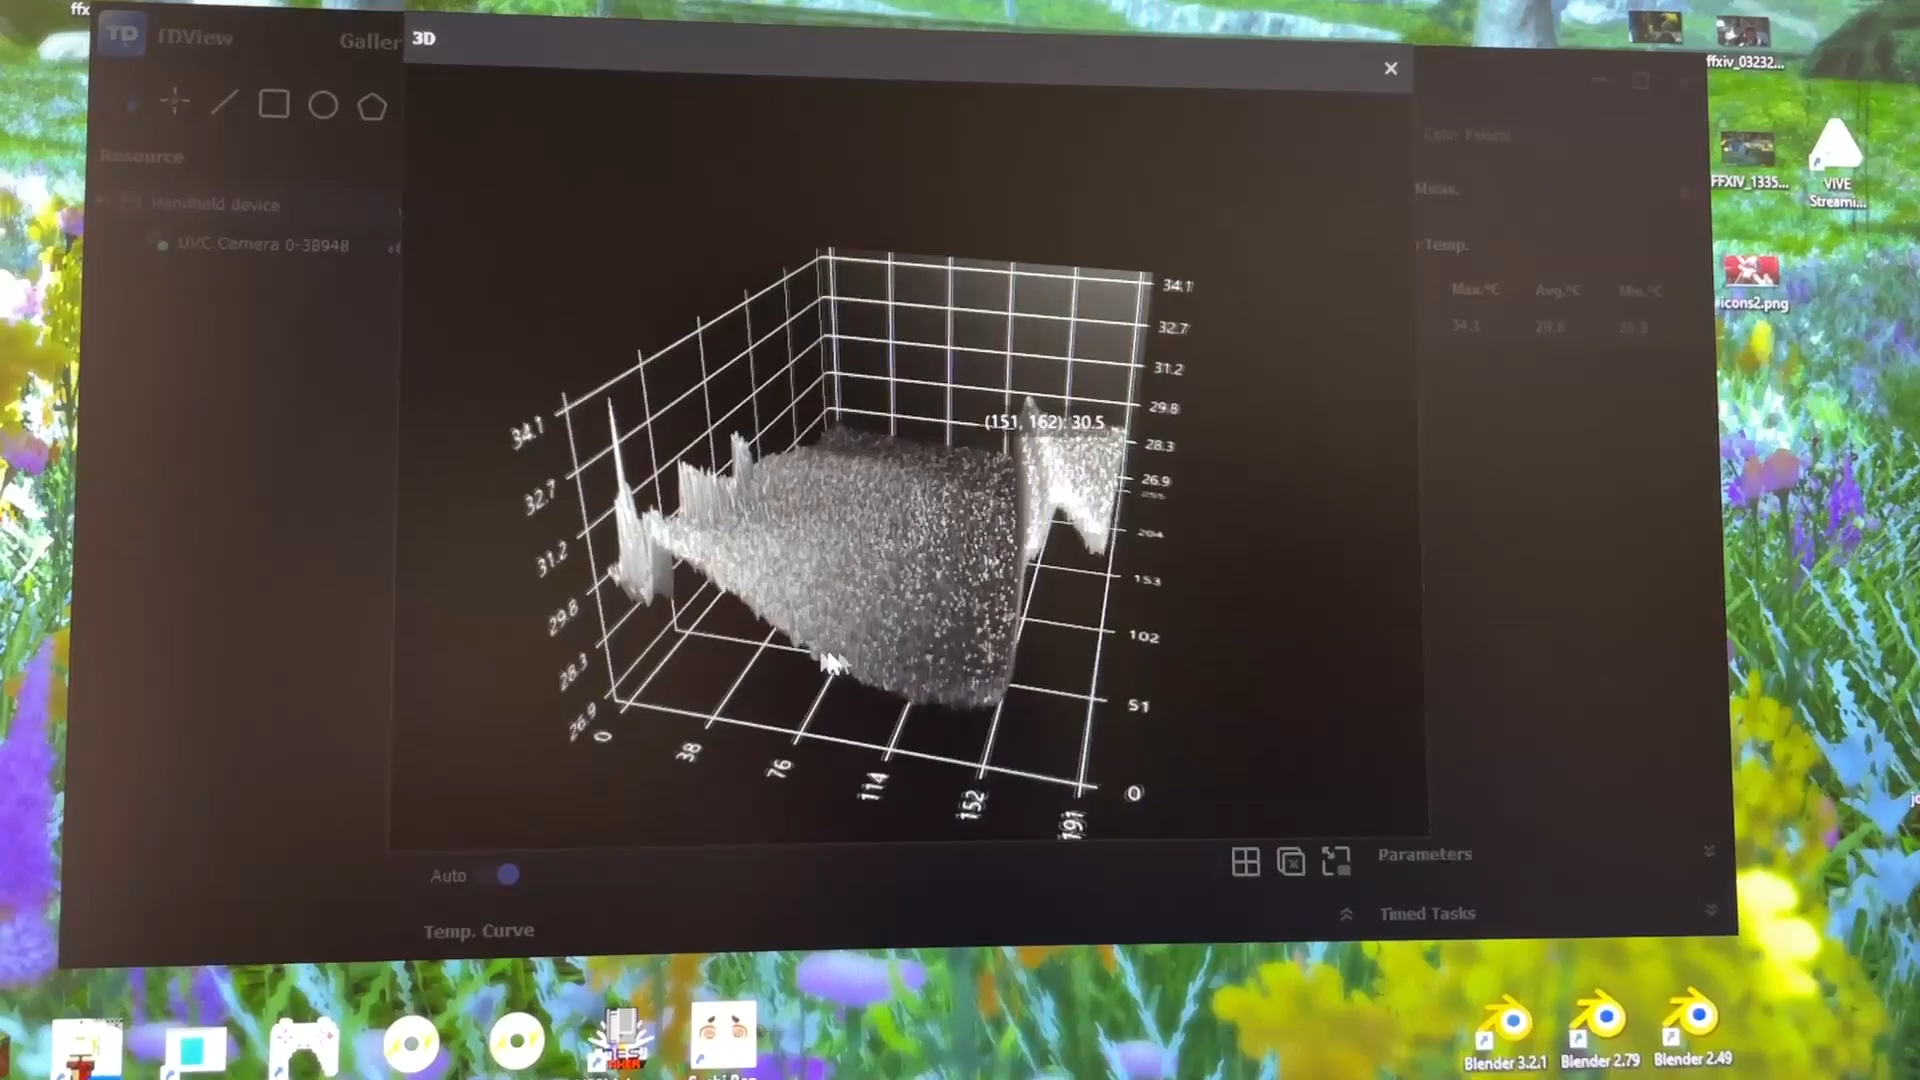 ffx
TD
TDView
Galler
3D
ffxiv_03232...
Color Palette
Resource
Meas.
FFXIV_1335...
VIVE
Streami...
Handheld device
UVC Camera 0-38948
Temp.
Max.°C Avg.°C Min.°C
34.1
icons2.png
34.1
32.7
31.2
29.8
28.3
26.9
255
204
153
102
51
0
(151, 162): 30.5
34.1
32.7
31.2
29.8
28.3
26.9
0
38
76
114
152
191
Auto
Parameters
Timed Tasks
Temp. Curve
Blender 3.2.1
Blender 2.79
Blender 2.49